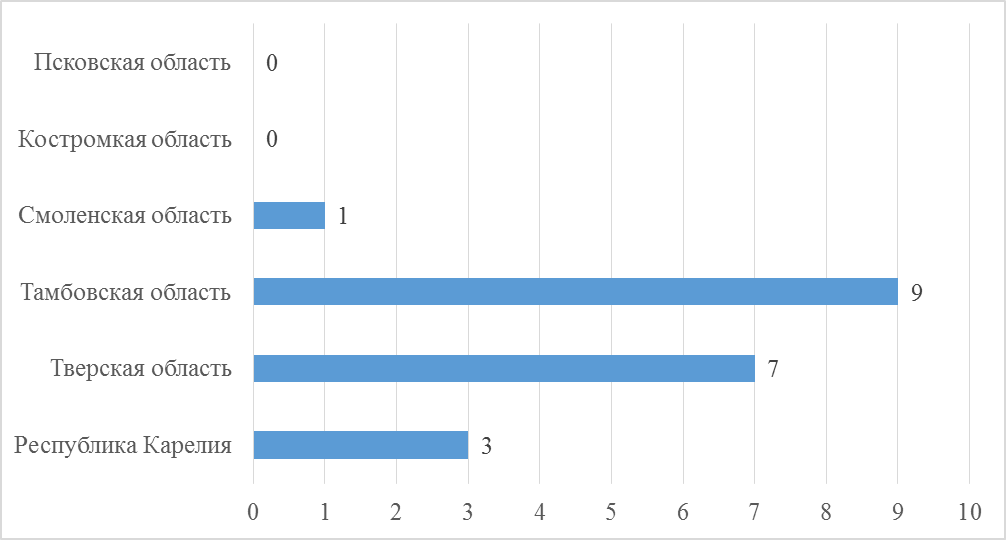 Псковская область 0
Костромкая область 0
Смоленская область 1
Тамбовская область 9
Тверская область 7
Республика Карелия 3
0 1 2 3 4 5 6 7 8 9 10